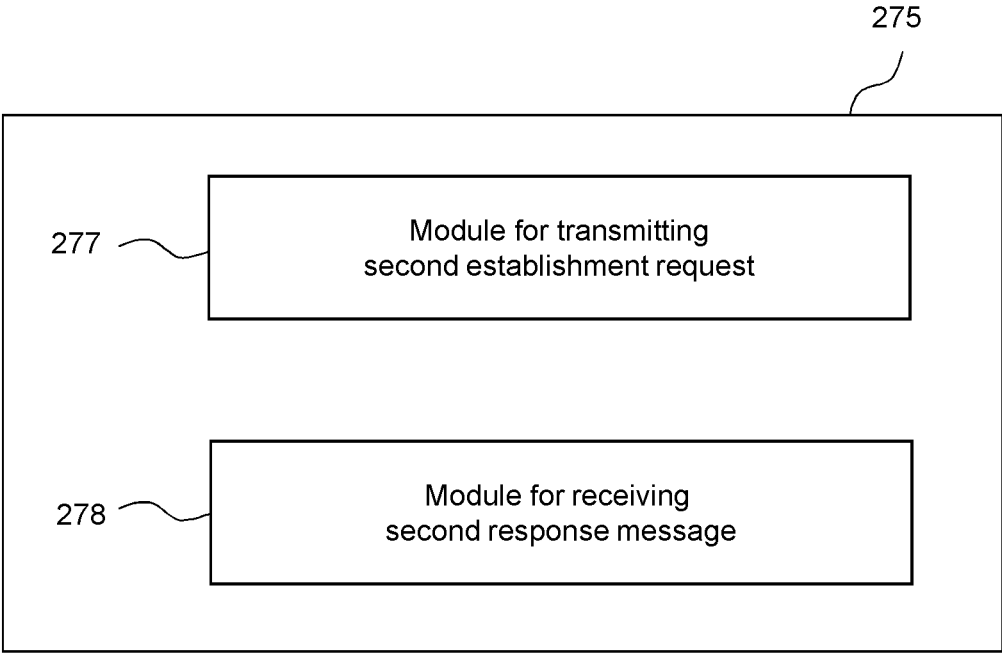 275
277
Module for transmitting
second establishment request
278
Module for receiving
second response message